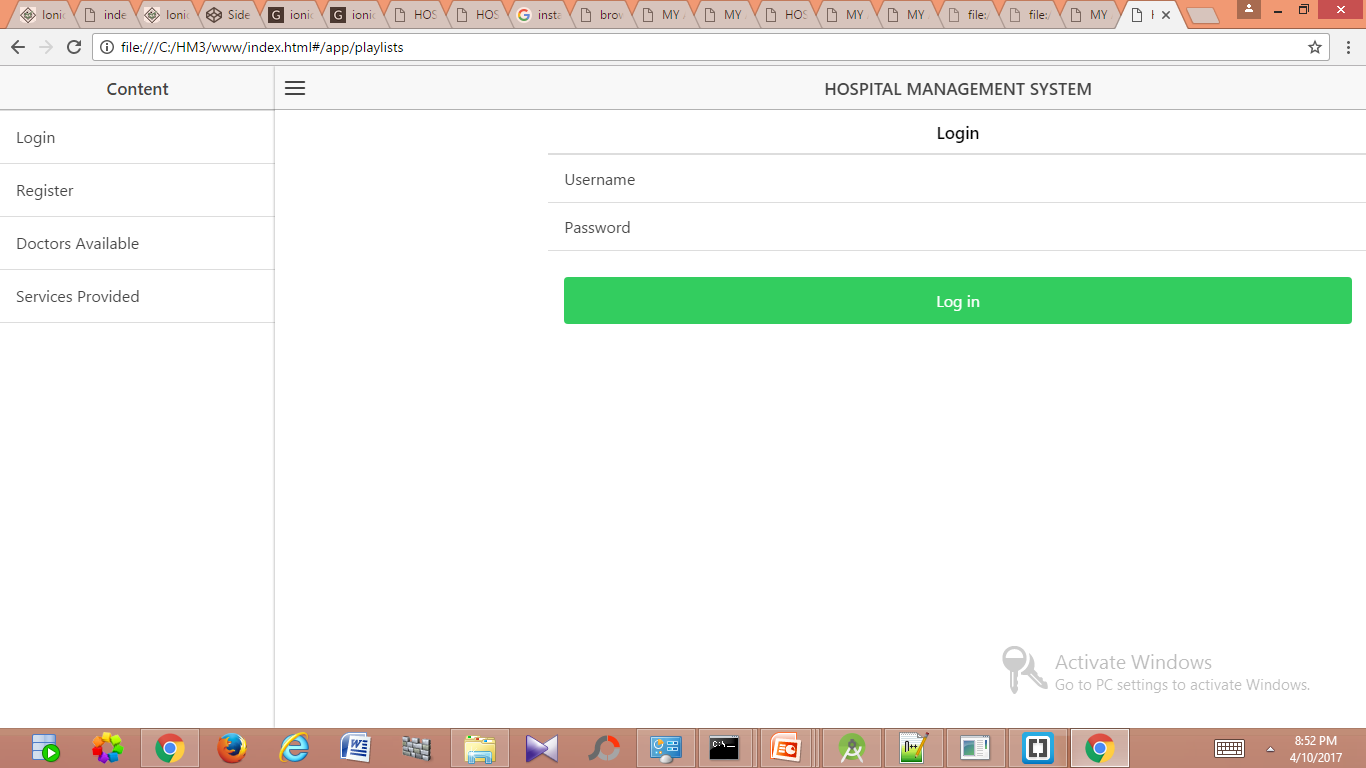 Ionic
inde
Ionic
Side
ionic
ionic
HOS
HOS
insta
brow
MY
MY
HOS
MY
MY
file:/
file:/
MY
file:///C:/HM3/www/index.html#/app/playlists
Content
HOSPITAL MANAGEMENT SYSTEM
Login
Register
Doctors Available
Services Provided
Login
Username
Password
Log in
Activate Windows
Go to PC settings to activate Windows.
8:52 PM
4/10/2017